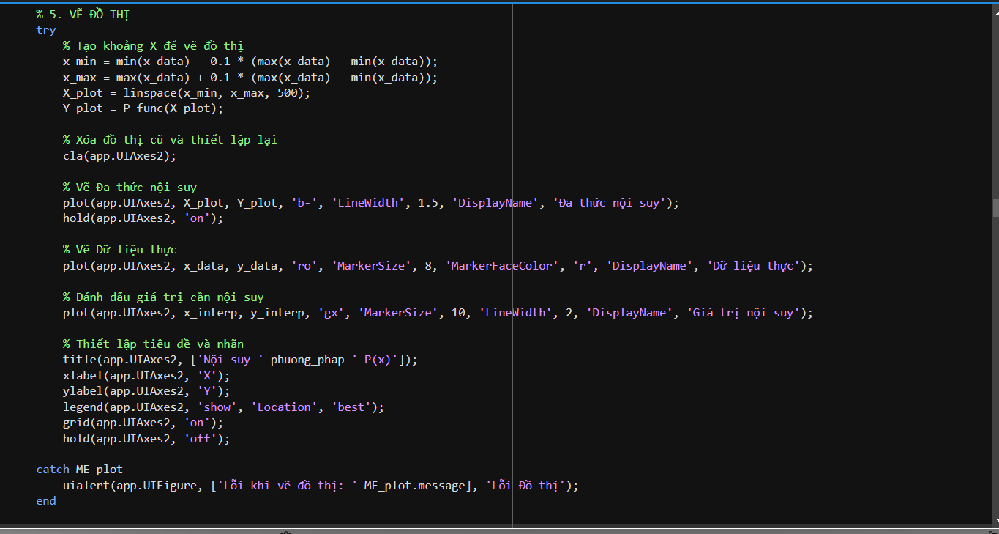 % 5. VẼ ĐỒ THỊ
try
% Tạo khoảng X để vẽ đồ thị
x_min = min(x_data) - 0.1 * (max(x_data) - min(x_data));
x_max = max(x_data) + 0.1 * (max(x_data) - min(x_data));
X_plot = linspace(x_min, x_max, 500);
Y_plot = P_func(X_plot);
% Xóa đồ thị cũ và thiết lập lại
cla(app.UIAxes2);
% Vẽ Đa thức nội suy
plot(app.UIAxes2, X_plot, Y_plot, 'b-', 'LineWidth', 1.5, 'DisplayName', 'Đa thức nội suy');
hold(app.UIAxes2, 'on');
% Vẽ Dữ liệu thực
plot(app.UIAxes2, x_data, y_data, 'ro', 'MarkerSize', 8, 'MarkerFaceColor', 'r', 'DisplayName', 'Dữ liệu thực');
% Đánh dấu giá trị cần nội suy
plot(app.UIAxes2, x_interp, y_interp, 'gx', 'MarkerSize', 10, 'LineWidth', 2, 'DisplayName', 'Giá trị nội suy');
% Thiết lập tiêu đề và nhãn
title(app.UIAxes2, ['Nội suy ' phuong_phap ' P(x)']);
xlabel(app.UIAxes2, 'X');
ylabel(app.UIAxes2, 'Y');
legend(app.UIAxes2, 'show', 'Location', 'best');
grid(app.UIAxes2, 'on');
hold(app.UIAxes2, 'off');
catch ME_plot
uialert(app.UIFigure, ['Lỗi khi vẽ đồ thị: ' ME_plot.message], 'Lỗi Đồ thị');
end